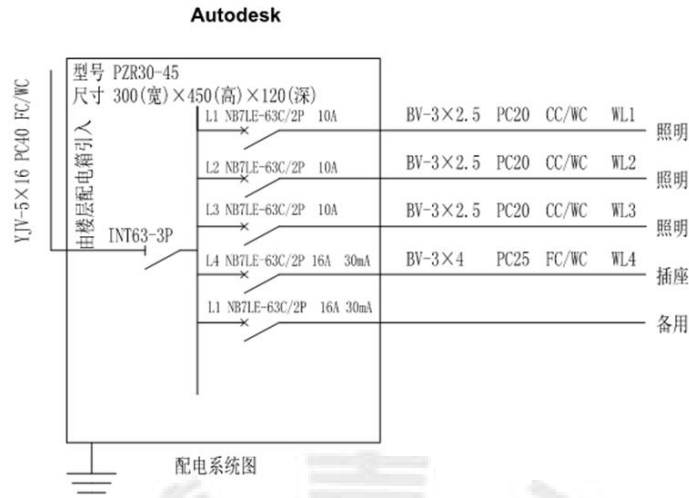 Autodesk
YJV-5×16 PC40 FC/WC
由楼层配电箱引入
型号 PZR30-45
尺寸 300(宽)×450(高)×120(深)
L1 NB7LE-63C/2P 10A BV-3×2.5 PC20 CC/WC WL1 照明
L2 NB7LE-63C/2P 10A BV-3×2.5 PC20 CC/WC WL2 照明
L3 NB7LE-63C/2P 10A BV-3×2.5 PC20 CC/WC WL3 照明
INT63-3P
L4 NB7LE-63C/2P 16A 30mA BV-3×4 PC25 FC/WC WL4 插座
L1 NB7LE-63C/2P 16A 30mA 备用
配电系统图